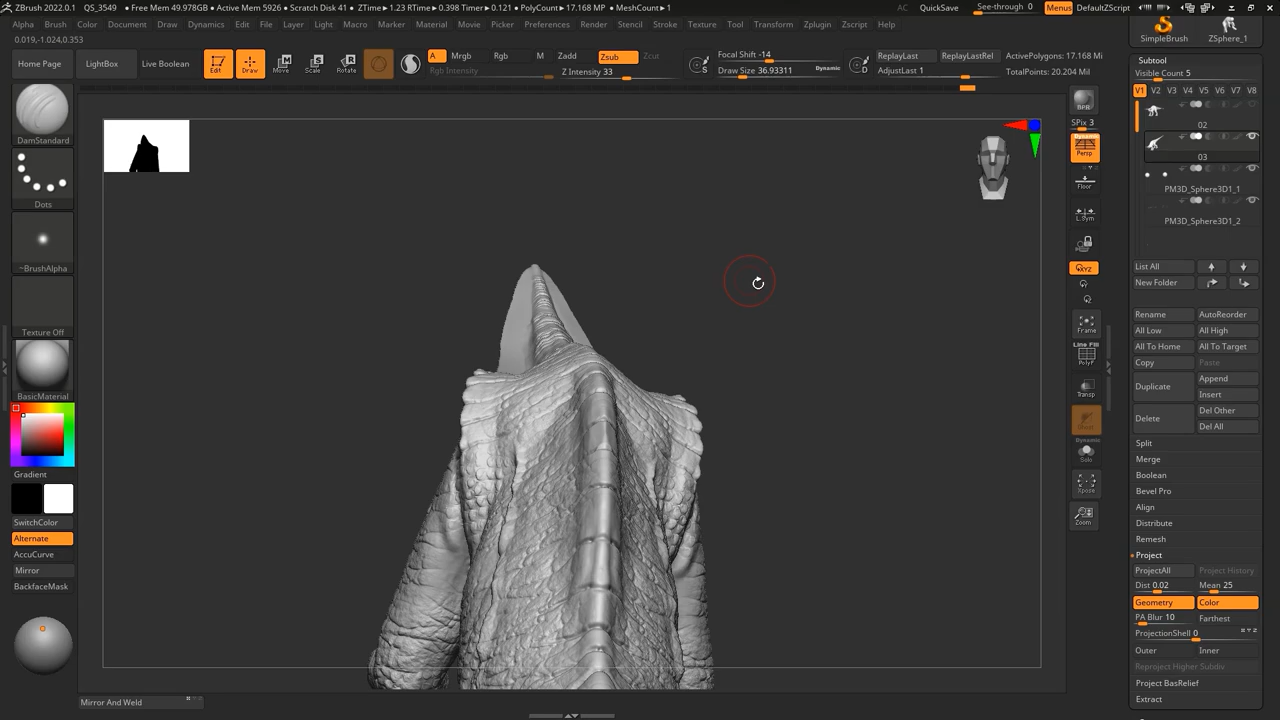 ZBrush 2022.0.1 QS_3549 • Free Mem 49.978GB • Active Mem 5926 • Scratch Disk 41 • ZTime▶1.23 RTime▶0.398 Timer▶0.121 • PolyCount▶17.168 MP • MeshCount▶1 AC QuickSave See-through 0 Menus DefaultZScript
Alpha Brush Color Document Draw Dynamics Edit File Layer Light Macro Marker Material Movie Picker Preferences Render Stencil Stroke Texture Tool Transform Zplugin Zscript Help
0.019,-1.024,0.353
Home Page LightBox Live Boolean Edit Draw Move Scale Rotate A Mrgb Rgb M Zadd Zsub Zcut
Rgb Intensity Z Intensity 33
Focal Shift -14
Draw Size 36.93311 Dynamic
S D
ReplayLast ReplayLastRel
AdjustLast 1
ActivePolygons: 17.168 Mi
TotalPoints: 20.204 Mil
DamStandard
Dots
~BrushAlpha
Texture Off
BasicMaterial
Gradient
SwitchColor
Alternate
AccuCurve
Mirror
BackfaceMask
Mirror And Weld
BPR
SPix 3
Dynamic
Persp
Floor
L.Sym
XYZ
Frame
Line Fill
PolyF
Transp
Dynamic
Solo
Xpose
Zoom
SimpleBrush ZSphere_1
Subtool
Visible Count 5
V1 V2 V3 V4 V5 V6 V7 V8
02
03
PM3D_Sphere3D1_1
PM3D_Sphere3D1_2
List All
New Folder
Rename AutoReorder
All Low All High
All To Home All To Target
Copy Paste
Duplicate Append
Insert
Delete Del Other
Del All
Split
Merge
Boolean
Bevel Pro
Align
Distribute
Remesh
Project
ProjectAll Project History
Dist 0.02 Mean 25
Geometry Color
PA Blur 10 Farthest
ProjectionShell 0
Outer Inner
Reproject Higher Subdiv
Project BasRelief
Extract